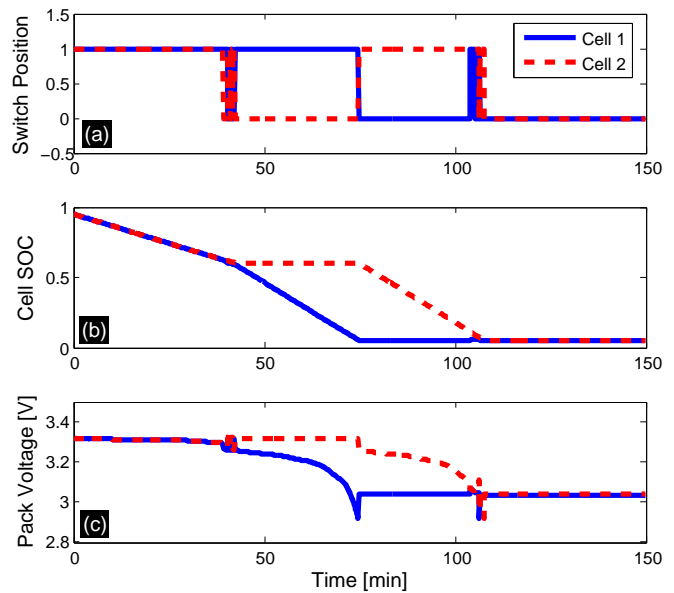 1.5
1
0.5
0
−0.5
Switch Position
(a)
Cell 1
Cell 2
0
50
100
150
1
0.5
0
Cell SOC
(b)
0
50
100
150
3.4
3.2
3
2.8
Pack Voltage [V]
(c)
0
50
100
150
Time [min]